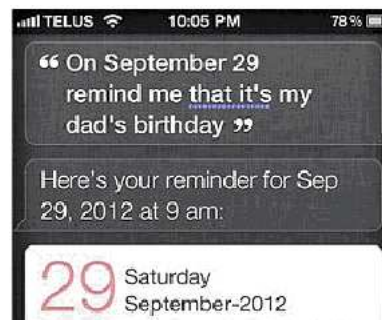 TELUS 10:05 PM 78%
“ On September 29
remind me that it's my
dad's birthday ”
Here's your reminder for Sep
29, 2012 at 9 am:
29 Saturday
September-2012